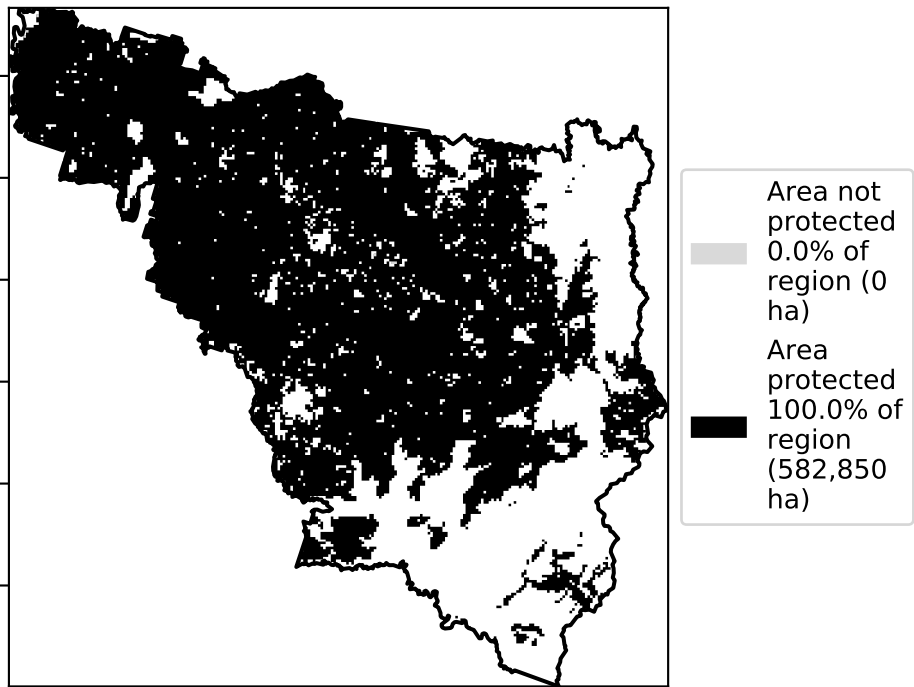 Area not
protected
0.0% of
region (0
ha)
Area
protected
100.0% of
region
(582,850
ha)